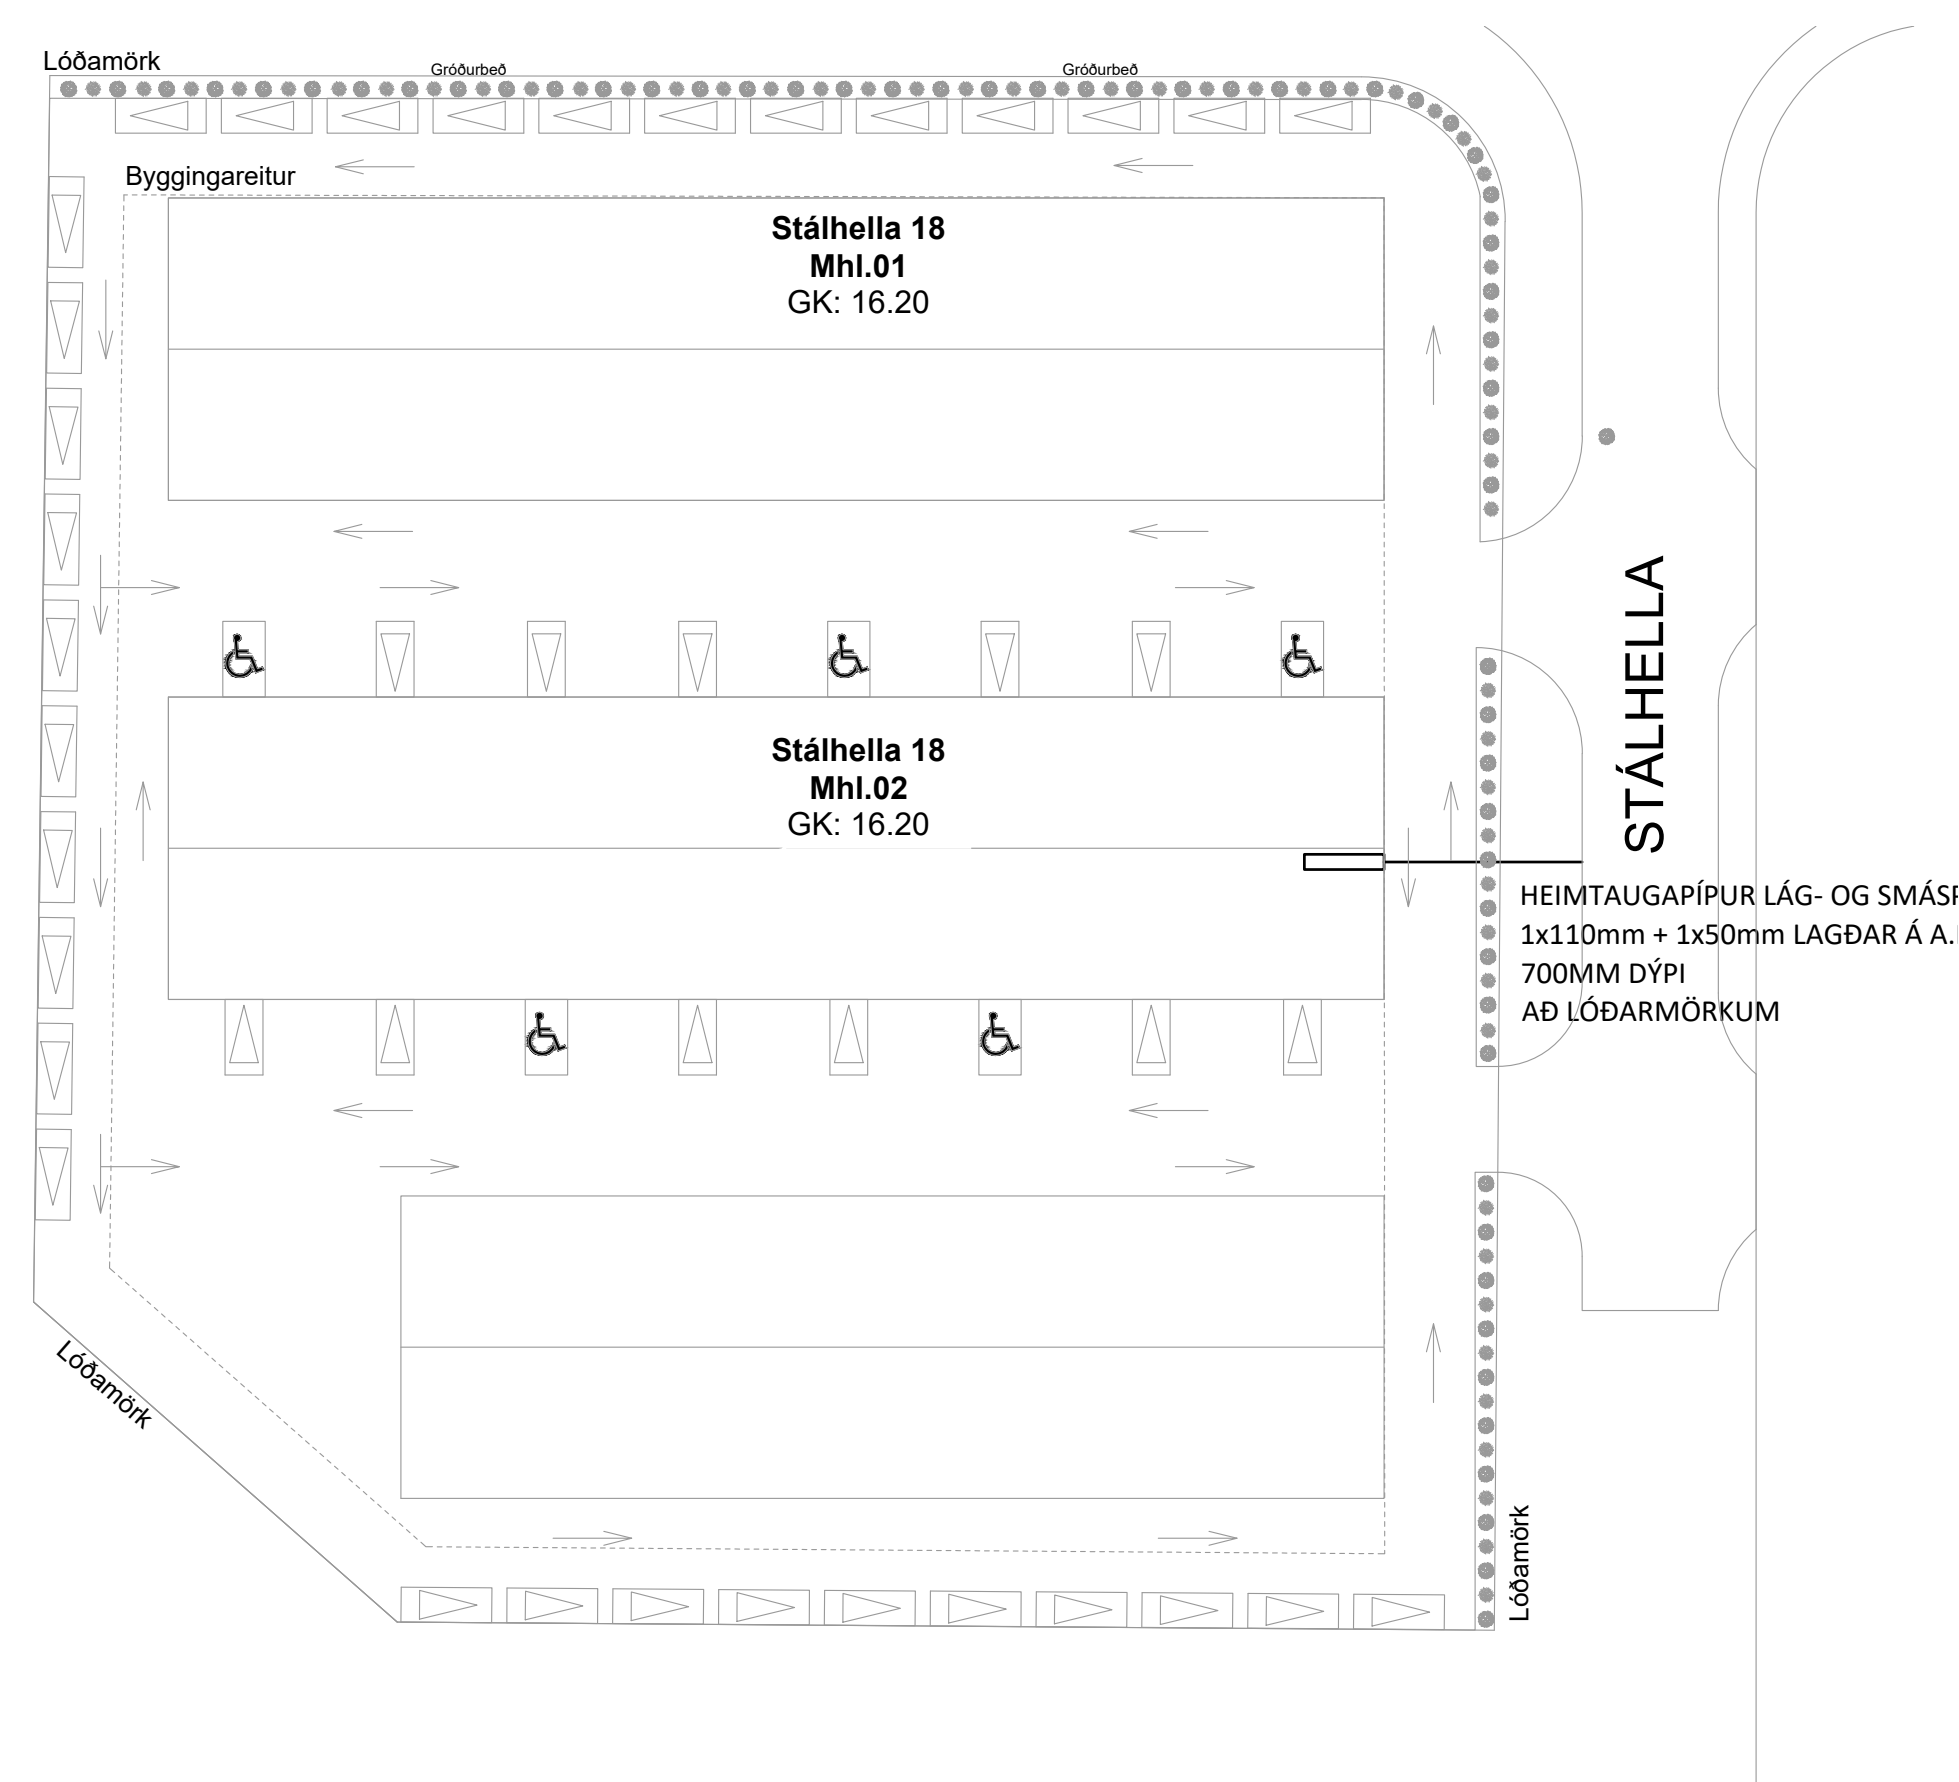 Lóðamörk
Gróðurbeð
Gróðurbeð
Byggingareitur
Stálhella 18
Mhl.01
GK: 16.20
STÁLHELLA
Stálhella 18
Mhl.02
GK: 16.20
HEIMTAUGAPÍPUR LÁG- OG
1x110mm + 1x50mm LAGÐAR Á
700MM DÝPI
AÐ LÓÐARMÖRKUM
Lóðamörk
Lóðamörk